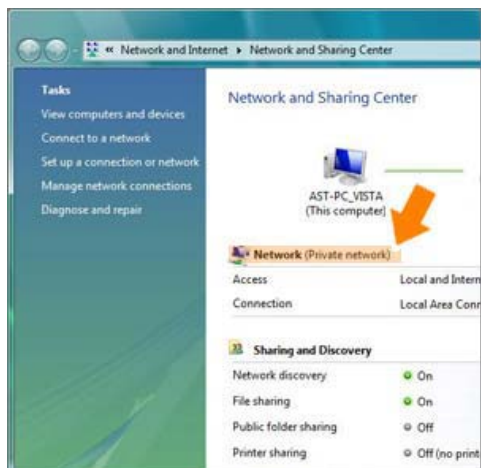 « Network and Internet ▸ Network and Sharing Center
Tasks
View computers and devices
Connect to a network
Set up a connection or network
Manage network connections
Diagnose and repair
Network and Sharing Center
AST-PC_VISTA
(This computer)
Network (Private network)
Access Local and Intern
Connection Local Area Conn
Sharing and Discovery
Network discovery On
File sharing On
Public folder sharing Off
Printer sharing Off (no print